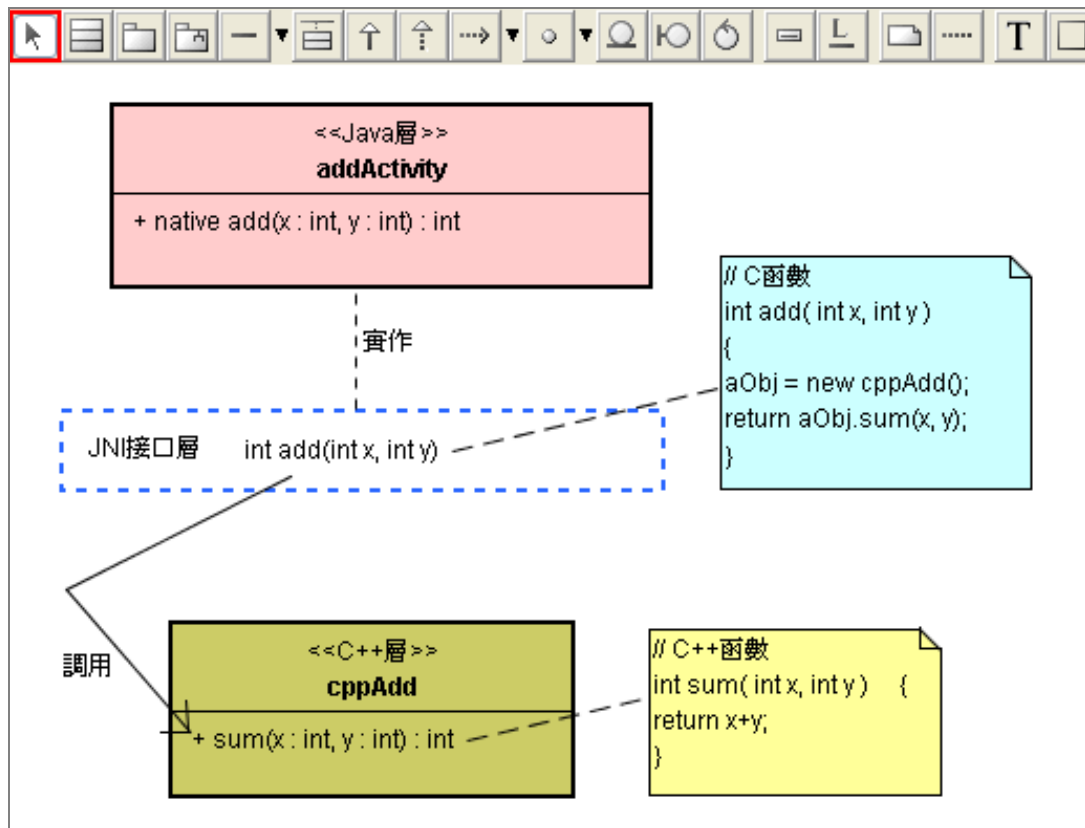 T
<<Java層>>
addActivity
+ native add(x : int, y : int) : int
實作
// C函數
int add( int x, int y )
{
aObj = new cppAdd();
return aObj.sum(x, y);
}
JNI接口層 int add(int x, int y)
調用
<<C++層>>
cppAdd
+ sum(x : int, y : int) : int
// C++函數
int sum( int x, int y ) {
return x+y;
}